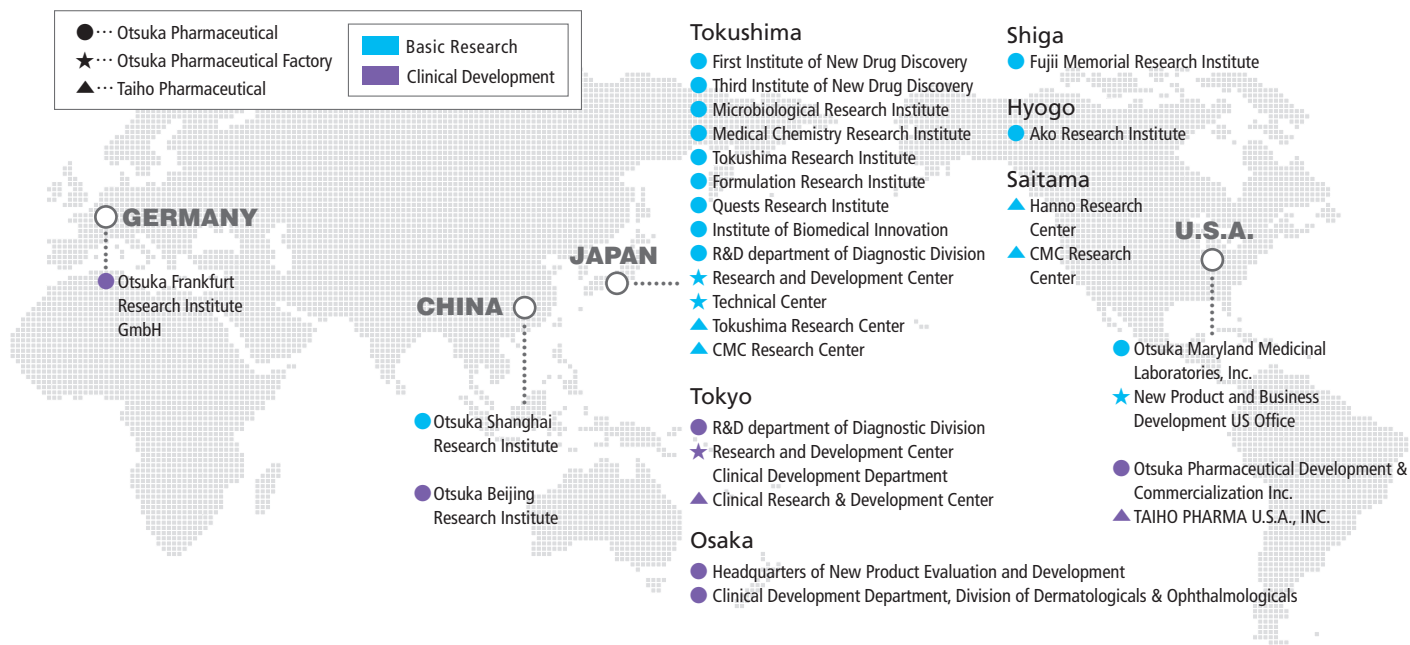 ●··· Otsuka Pharmaceutical
★··· Otsuka Pharmaceutical Factory
▲··· Taiho Pharmaceutical
Basic Research
Clinical Development
GERMANY
Otsuka Frankfurt
Research Institute
GmbH
CHINA
Otsuka Shanghai
Research Institute
Otsuka Beijing
Research Institute
JAPAN
Tokushima
First Institute of New Drug Discovery
Third Institute of New Drug Discovery
Microbiological Research Institute
Medical Chemistry Research Institute
Tokushima Research Institute
Formulation Research Institute
Quests Research Institute
Institute of Biomedical Innovation
R&D department of Diagnostic Division
Research and Development Center
Technical Center
Tokushima Research Center
CMC Research Center
Tokyo
R&D department of Diagnostic Division
Research and Development Center
Clinical Development Department
Clinical Research & Development Center
Osaka
Headquarters of New Product Evaluation and Development
Clinical Development Department, Division of Dermatologicals & Ophthalmologicals
Shiga
Fujii Memorial Research Institute
Hyogo
Ako Research Institute
Saitama
Hanno Research
Center
CMC Research
Center
U.S.A.
Otsuka Maryland Medicinal
Laboratories, Inc.
New Product and Business
Development US Office
Otsuka Pharmaceutical Development &
Commercialization Inc.
TAIHO PHARMA U.S.A., INC.